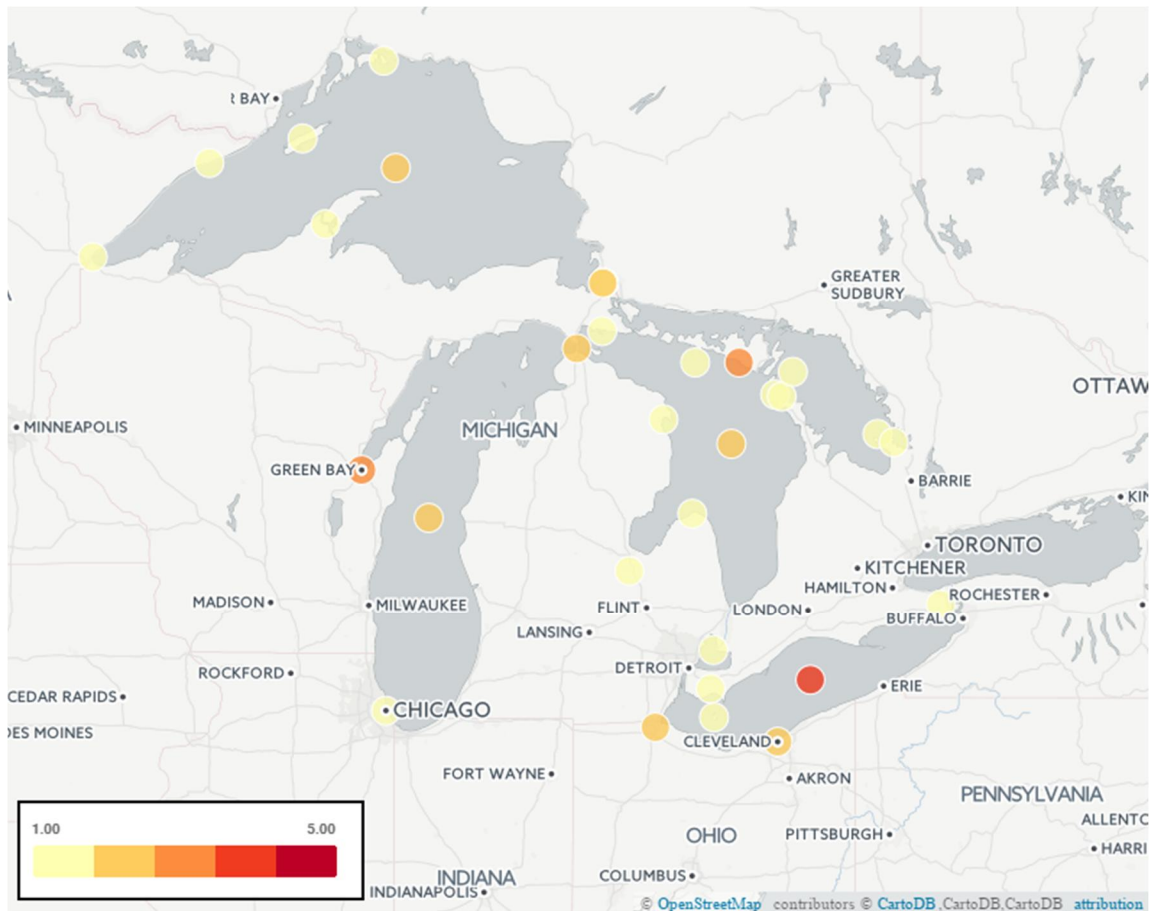 R BAY
GREATER
SUDBURY
OTTAW
MINNEAPOLIS
MICHIGAN
GREEN BAY
BARRIE
KIN
TORONTO
KITCHENER
HAMILTON
ROCHESTER
MADISON
MILWAUKEE
FLINT
LONDON
BUFFALO
LANSING
DETROIT
ROCKFORD
ERIE
CEDAR RAPIDS
CHICAGO
DES MOINES
CLEVELAND
FORT WAYNE
AKRON
PENNSYLVANIA
ALLENTO
1.00 5.00
OHIO
PITTSBURGH
HARRI
COLUMBUS
INDIANA
INDIANAPOLIS
© OpenStreetMap contributors © CartoDB ,CartoDB,CartoDB attribution